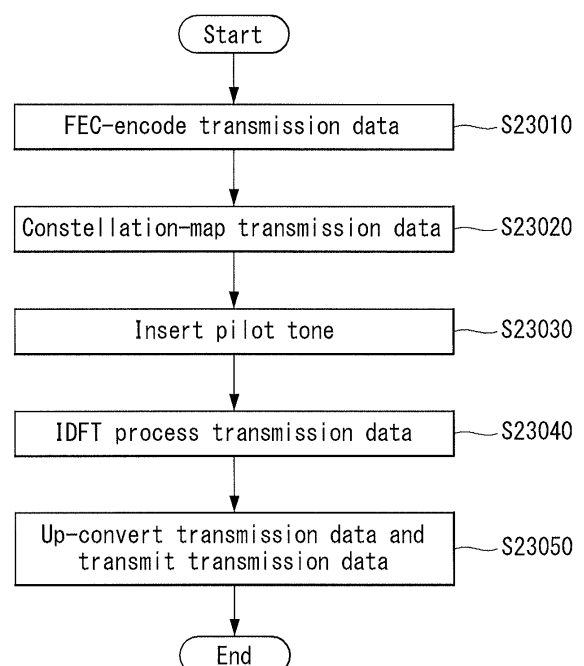 Start
FEC-encode transmission data
S23010
Constellation-map transmission data
S23020
Insert pilot tone
S23030
IDFT process transmission data
S23040
Up-convert transmission data and
transmit transmission data
S23050
End